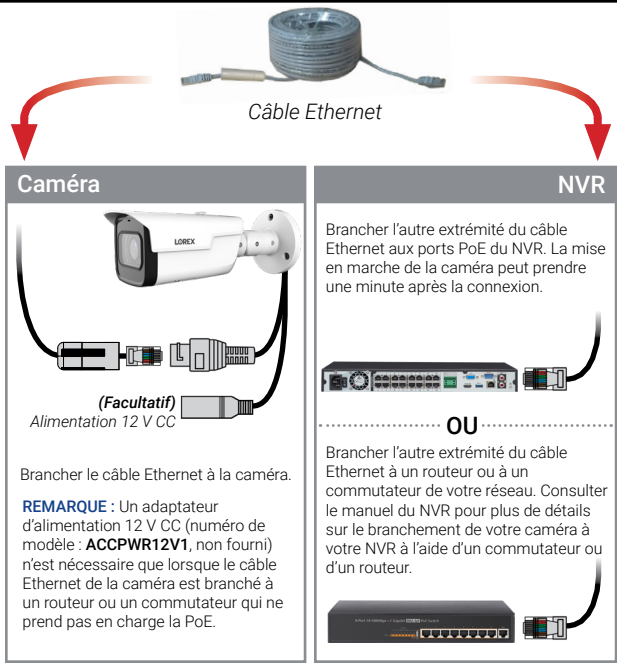 Câble Ethernet
Caméra
LOREX
(Facultatif)
Alimentation 12 V CC
Brancher le câble Ethernet à la caméra.
REMARQUE : Un adaptateur
d'alimentation 12 V CC (numéro de
modèle : ACCPWR12V1, non fourni)
n'est nécessaire que lorsque le câble
Ethernet de la caméra est branché à
un routeur ou un commutateur qui ne
prend pas en charge la PoE.
NVR
Brancher l'autre extrémité du câble
Ethernet aux ports PoE du NVR. La mise
en marche de la caméra peut prendre
une minute après la connexion.
OU
Brancher l'autre extrémité du câble
Ethernet à un routeur ou à un
commutateur de votre réseau. Consulter
le manuel du NVR pour plus de détails
sur le branchement de votre caméra à
votre NVR à l'aide d'un commutateur ou
d'un routeur.